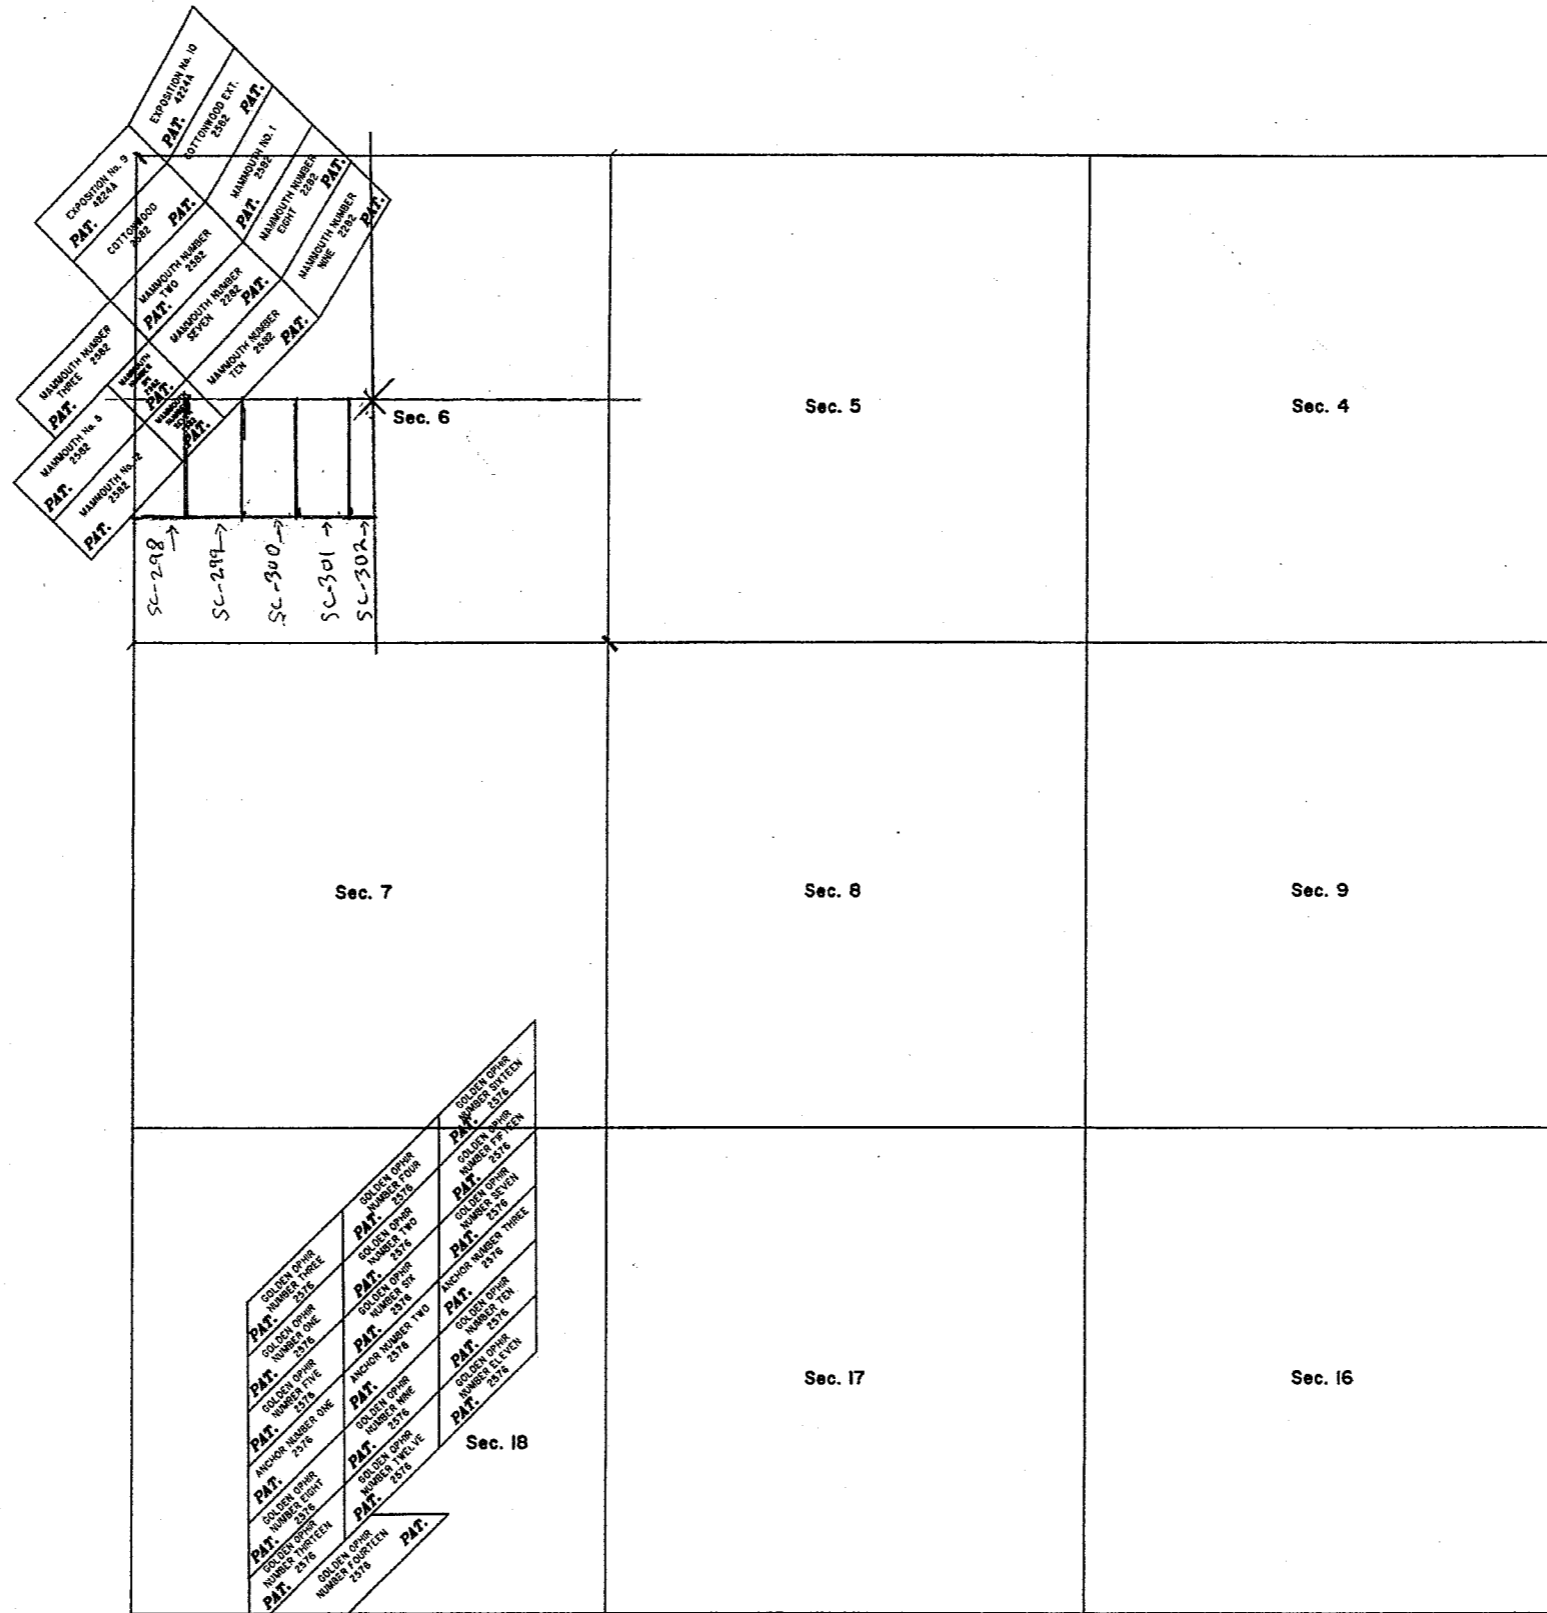 EXPOSITION No. 10
4224A
PAT.
COTTONWOOD EXT.
2582
PAT.
MAMMOUTH NO. 1
2582
PAT.
MAMMOUTH NUMBER
EIGHT 2282
PAT.
MAMMOUTH NUMBER
NINE 2282
PAT.
EXPOSITION No. 9
4224A
PAT.
COTTONWOOD
2582
PAT.
MAMMOUTH NUMBER
TWO 2582
PAT.
MAMMOUTH NUMBER
SEVEN 2282
PAT.
MAMMOUTH NUMBER
TEN 2592
PAT.
MAMMOUTH NUMBER
THREE 2582
PAT.
MAMMOUTH
PAT.
PAT.
MAMMOUTH No. 5
2582
PAT.
MAMMOUTH No. 12
2582
PAT.
Sec. 6
Sec. 5
Sec. 4
SC-298 →
SC-299 →
SC-300 →
SC-301 →
SC-302 →
Sec. 7
Sec. 8
Sec. 9
GOLDEN OPHIR
NUMBER SIXTEEN
2576
PAT.
GOLDEN OPHIR
NUMBER FIFTEEN
2576
PAT.
GOLDEN OPHIR
NUMBER FOUR
2576
PAT.
GOLDEN OPHIR
NUMBER SEVEN
2576
PAT.
GOLDEN OPHIR
NUMBER TWO
2576
PAT.
ANCHOR NUMBER THREE
2576
PAT.
GOLDEN OPHIR
NUMBER THREE
2576
PAT.
GOLDEN OPHIR
NUMBER SIX
2576
PAT.
GOLDEN OPHIR
NUMBER TEN
2576
PAT.
GOLDEN OPHIR
NUMBER ONE
2576
PAT.
ANCHOR NUMBER TWO
2576
PAT.
GOLDEN OPHIR
NUMBER ELEVEN
2576
PAT.
GOLDEN OPHIR
NUMBER FIVE
2576
PAT.
GOLDEN OPHIR
NUMBER NINE
2576
PAT.
ANCHOR NUMBER ONE
2576
PAT.
GOLDEN OPHIR
NUMBER TWELVE
2576
PAT.
GOLDEN OPHIR
NUMBER EIGHT
2576
PAT.
GOLDEN OPHIR
NUMBER THIRTEEN
2576
PAT.
GOLDEN OPHIR
NUMBER FOURTEEN
2576
PAT.
Sec. 18
Sec. 17
Sec. 16